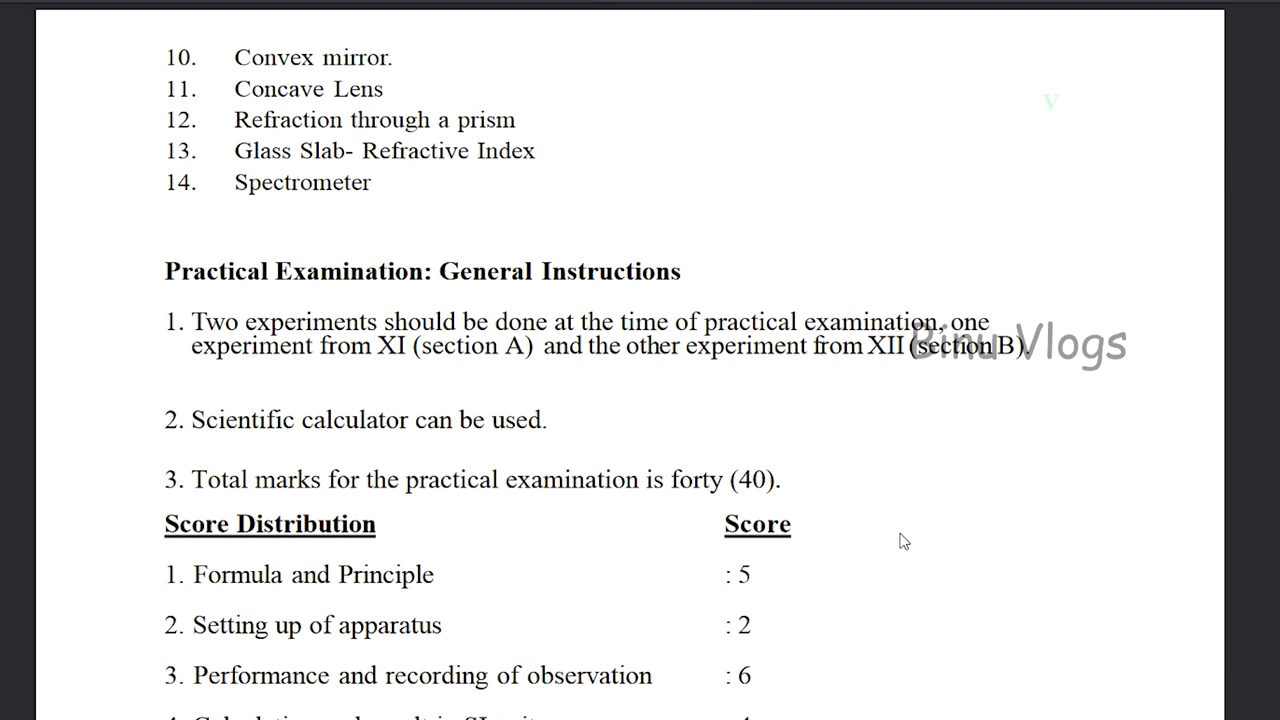 10. Convex mirror.
11. Concave Lens
12. Refraction through a prism
13. Glass Slab- Refractive Index
14. Spectrometer
v
Practical Examination: General Instructions
1. Two experiments should be done at the time of practical examination, one
experiment from XI (section A) and the other experiment from XII (section B).
Binu Vlogs
2. Scientific calculator can be used.
3. Total marks for the practical examination is forty (40).
Score Distribution Score
1. Formula and Principle : 5
2. Setting up of apparatus : 2
3. Performance and recording of observation : 6